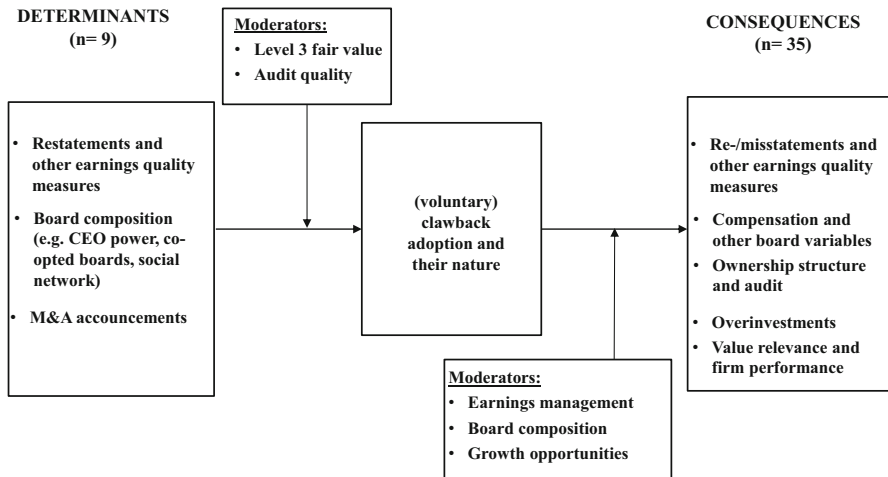 DETERMINANTS
(n= 9)
Moderators:
• Level 3 fair value
• Audit quality
CONSEQUENCES
(n= 35)
• Restatements and
other earnings quality
measures
• Board composition
(e.g. CEO power, co-
opted boards, social
network)
• M&A accouncements
(voluntary)
clawback
adoption and
their nature
• Re-/misstatements and
other earnings quality
measures
• Compensation and
other board variables
• Ownership structure
and audit
• Overinvestments
• Value relevance and
firm performance
Moderators:
• Earnings management
• Board composition
• Growth opportunities